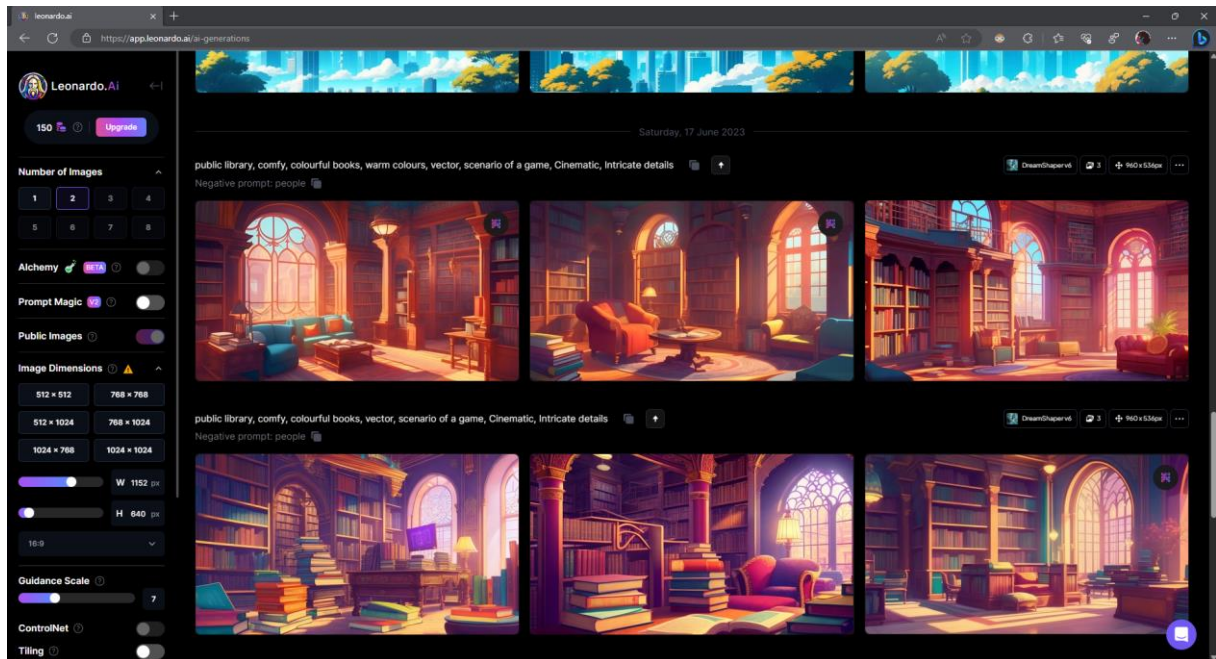 leonardo.ai
https://app.leonardo.ai/ai-generations
Leonardo.Ai
150
Upgrade
Number of Images
1 2 3 4
5 6 7 8
Alchemy BETA
Prompt Magic V2
Public Images
Image Dimensions
512 × 512 768 × 768
512 × 1024 768 × 1024
1024 × 768 1024 × 1024
W 1152 px
H 640 px
16:9
Guidance Scale
7
ControlNet
Tiling
Saturday, 17 June 2023
public library, comfy, colourful books, warm colours, vector, scenario of a game, Cinematic, Intricate details
DreamShaperv6 3 960 x 536px
Negative prompt: people
public library, comfy, colourful books, vector, scenario of a game, Cinematic, Intricate details
DreamShaperv6 3 960 x 536px
Negative prompt: people